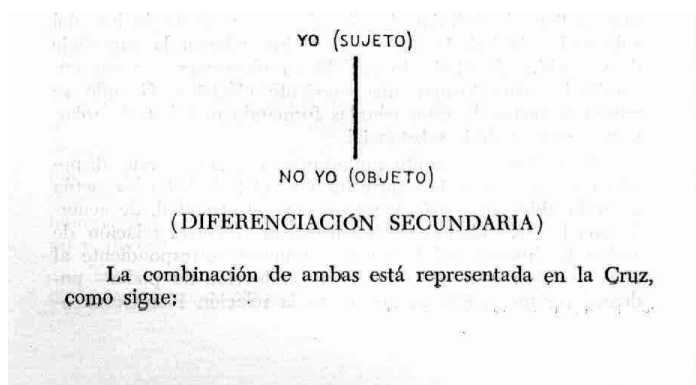 YO (SUJETO)
NO YO (OBJETO)
(DIFERENCIACIÓN SECUNDARIA)
La combinación de ambas está representada en la Cruz,
como sigue: